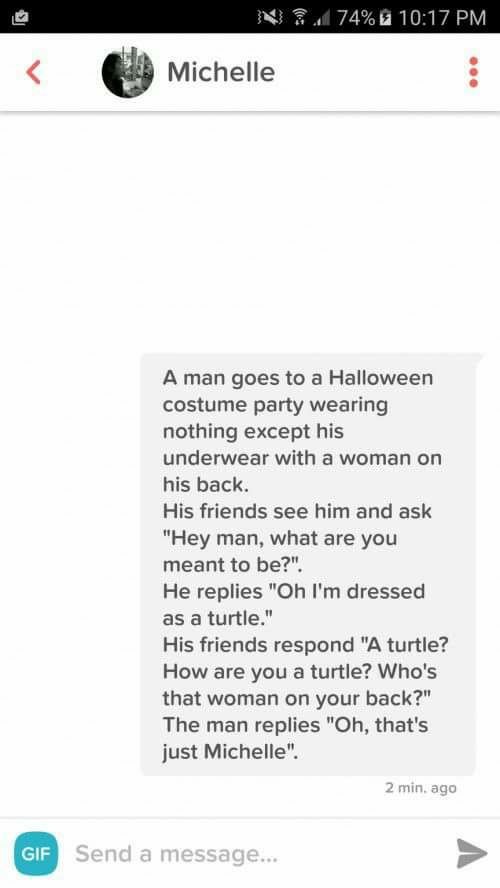 74% 10:17 PM
Michelle
A man goes to a Halloween
costume party wearing
nothing except his
underwear with a woman on
his back.
His friends see him and ask
"Hey man, what are you
meant to be?".
He replies "Oh I'm dressed
as a turtle."
His friends respond "A turtle?
How are you a turtle? Who's
that woman on your back?"
The man replies "Oh, that's
just Michelle".
2 min. ago
GIF Send a message...